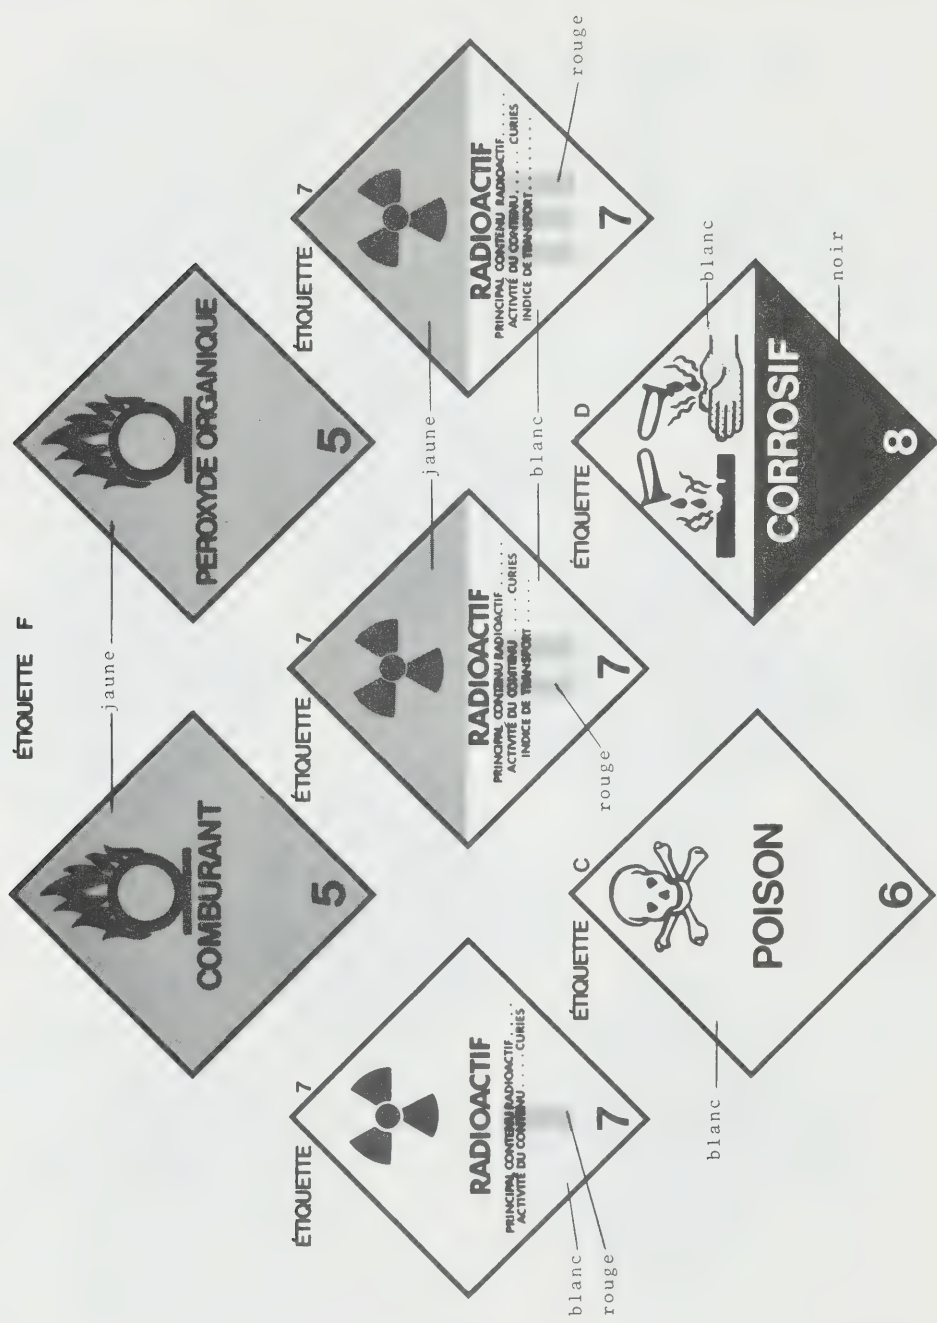 ÉTIQUETTE F
jaune
COMBURANT
5
PEROXYDE ORGANIQUE
5
ÉTIQUETTE 7
RADIOACTIF
PRINCIPAL CONTENU RADIOACTIF....
ACTIVITÉ DU CONTENU....CURIES
7
blanc
rouge
ÉTIQUETTE 7
RADIOACTIF
PRINCIPAL CONTENU RADIOACTIF.....
ACTIVITÉ DU CONTENU....CURIES
INDICE DE TRANSPORT......
7
rouge
jaune
blanc
ÉTIQUETTE 7
RADIOACTIF
PRINCIPAL CONTENU RADIOACTIF.....
ACTIVITÉ DU CONTENU.....CURIES
INDICE DE TRANSPORT.........
7
rouge
ÉTIQUETTE C
POISON
6
blanc
ÉTIQUETTE D
CORROSIF
8
blanc
noir